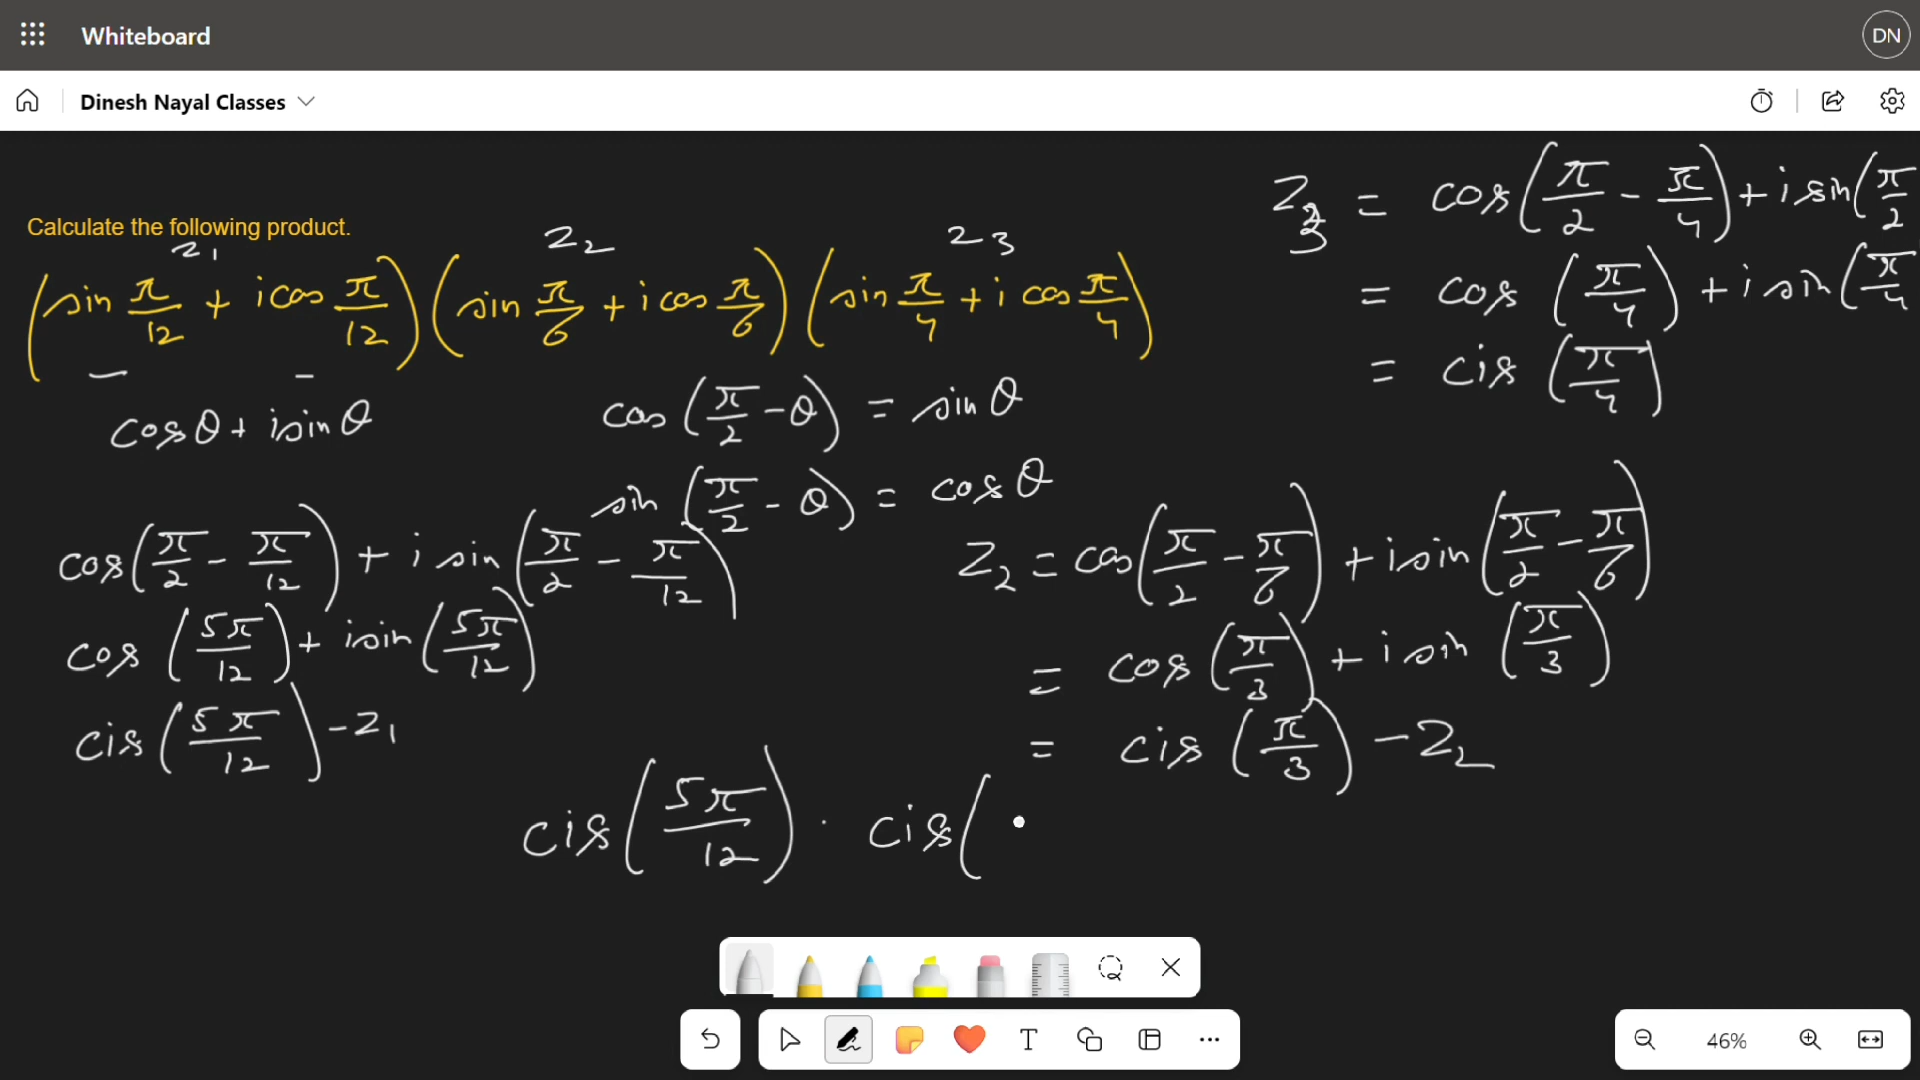 Whiteboard
DN
Dinesh Nayal Classes
Calculate the following product.
z₁ z₂ z₃
(sin π/12 + i cos π/12) (sin π/6 + i cos π/6) (sin π/4 + i cos π/4)
cosθ + i sinθ
cos(π/2 - θ) = sin θ
sin(π/2 - θ) = cos θ
cos(π/2 - π/12) + i sin(π/2 - π/12)
cos(5π/12) + i sin(5π/12)
cis(5π/12) - z₁
z₃ = cos(π/2 - π/4) + i sin(π/2
= cos(π/4) + i sin(π/4
= cis(π/4)
z₂ = cos(π/2 - π/6) + i sin(π/2 - π/6)
= cos(π/3) + i sin(π/3)
= cis(π/3) - z₂
cis(5π/12) · cis(
T
46%